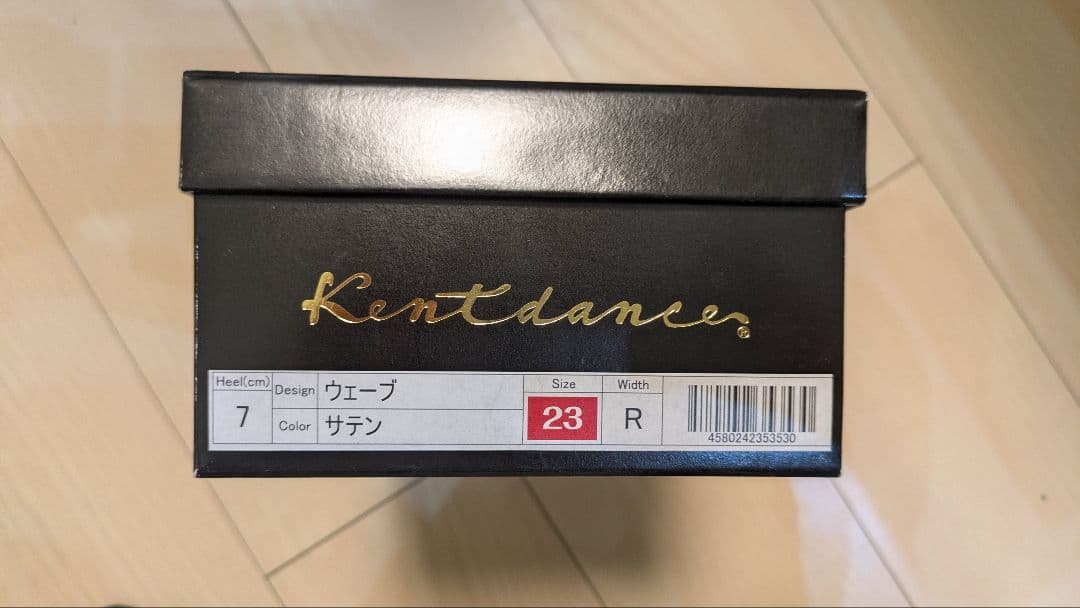 Kentdance®
Heel(cm)
7
Design ウェーブ
Color サテン
Size
23
Width
R
4580242353530